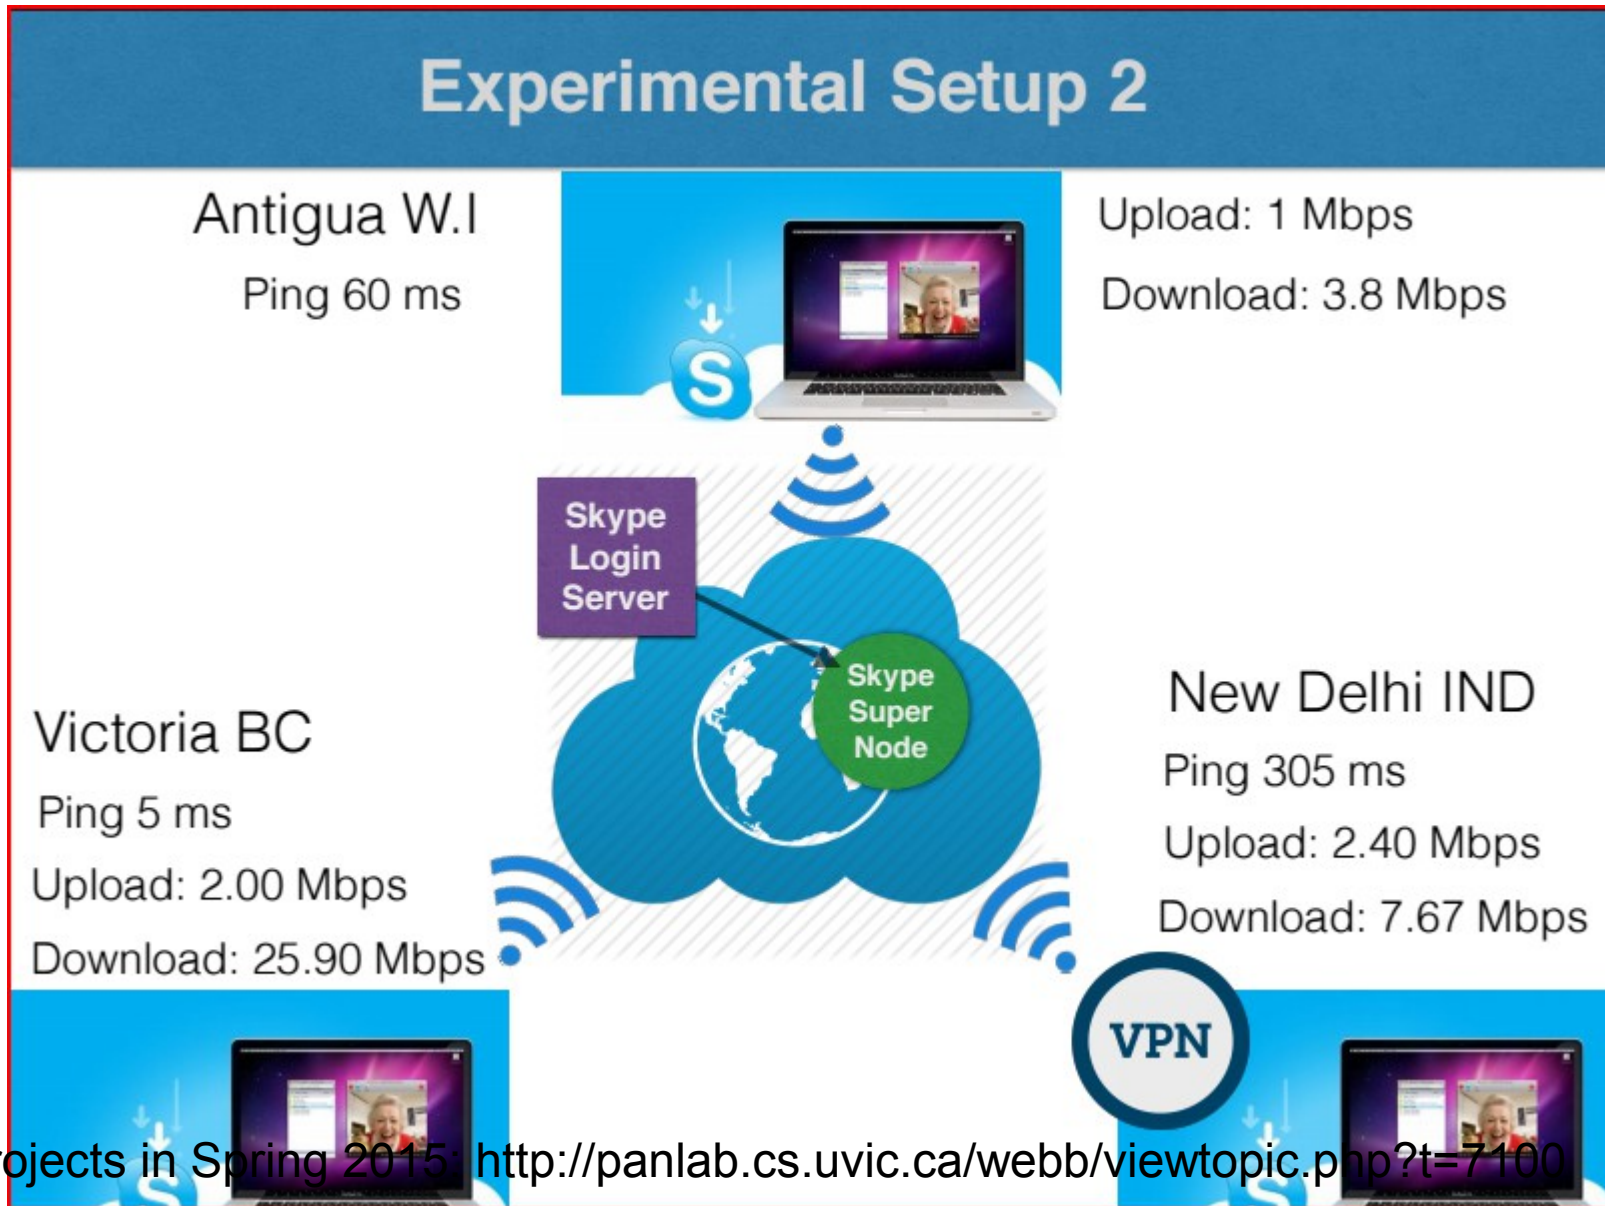 Experimental Setup 2
Antigua W.I
Ping 60 ms
Upload: 1 Mbps
Download: 3.8 Mbps
S
Skype
Login
Server
Skype
Super
Node
Victoria BC
Ping 5 ms
Upload: 2.00 Mbps
Download: 25.90 Mbps
New Delhi IND
Ping 305 ms
Upload: 2.40 Mbps
Download: 7.67 Mbps
VPN
ojects in Spring 2015: http://panlab.cs.uvic.ca/webb/viewtopic.php?t=7100